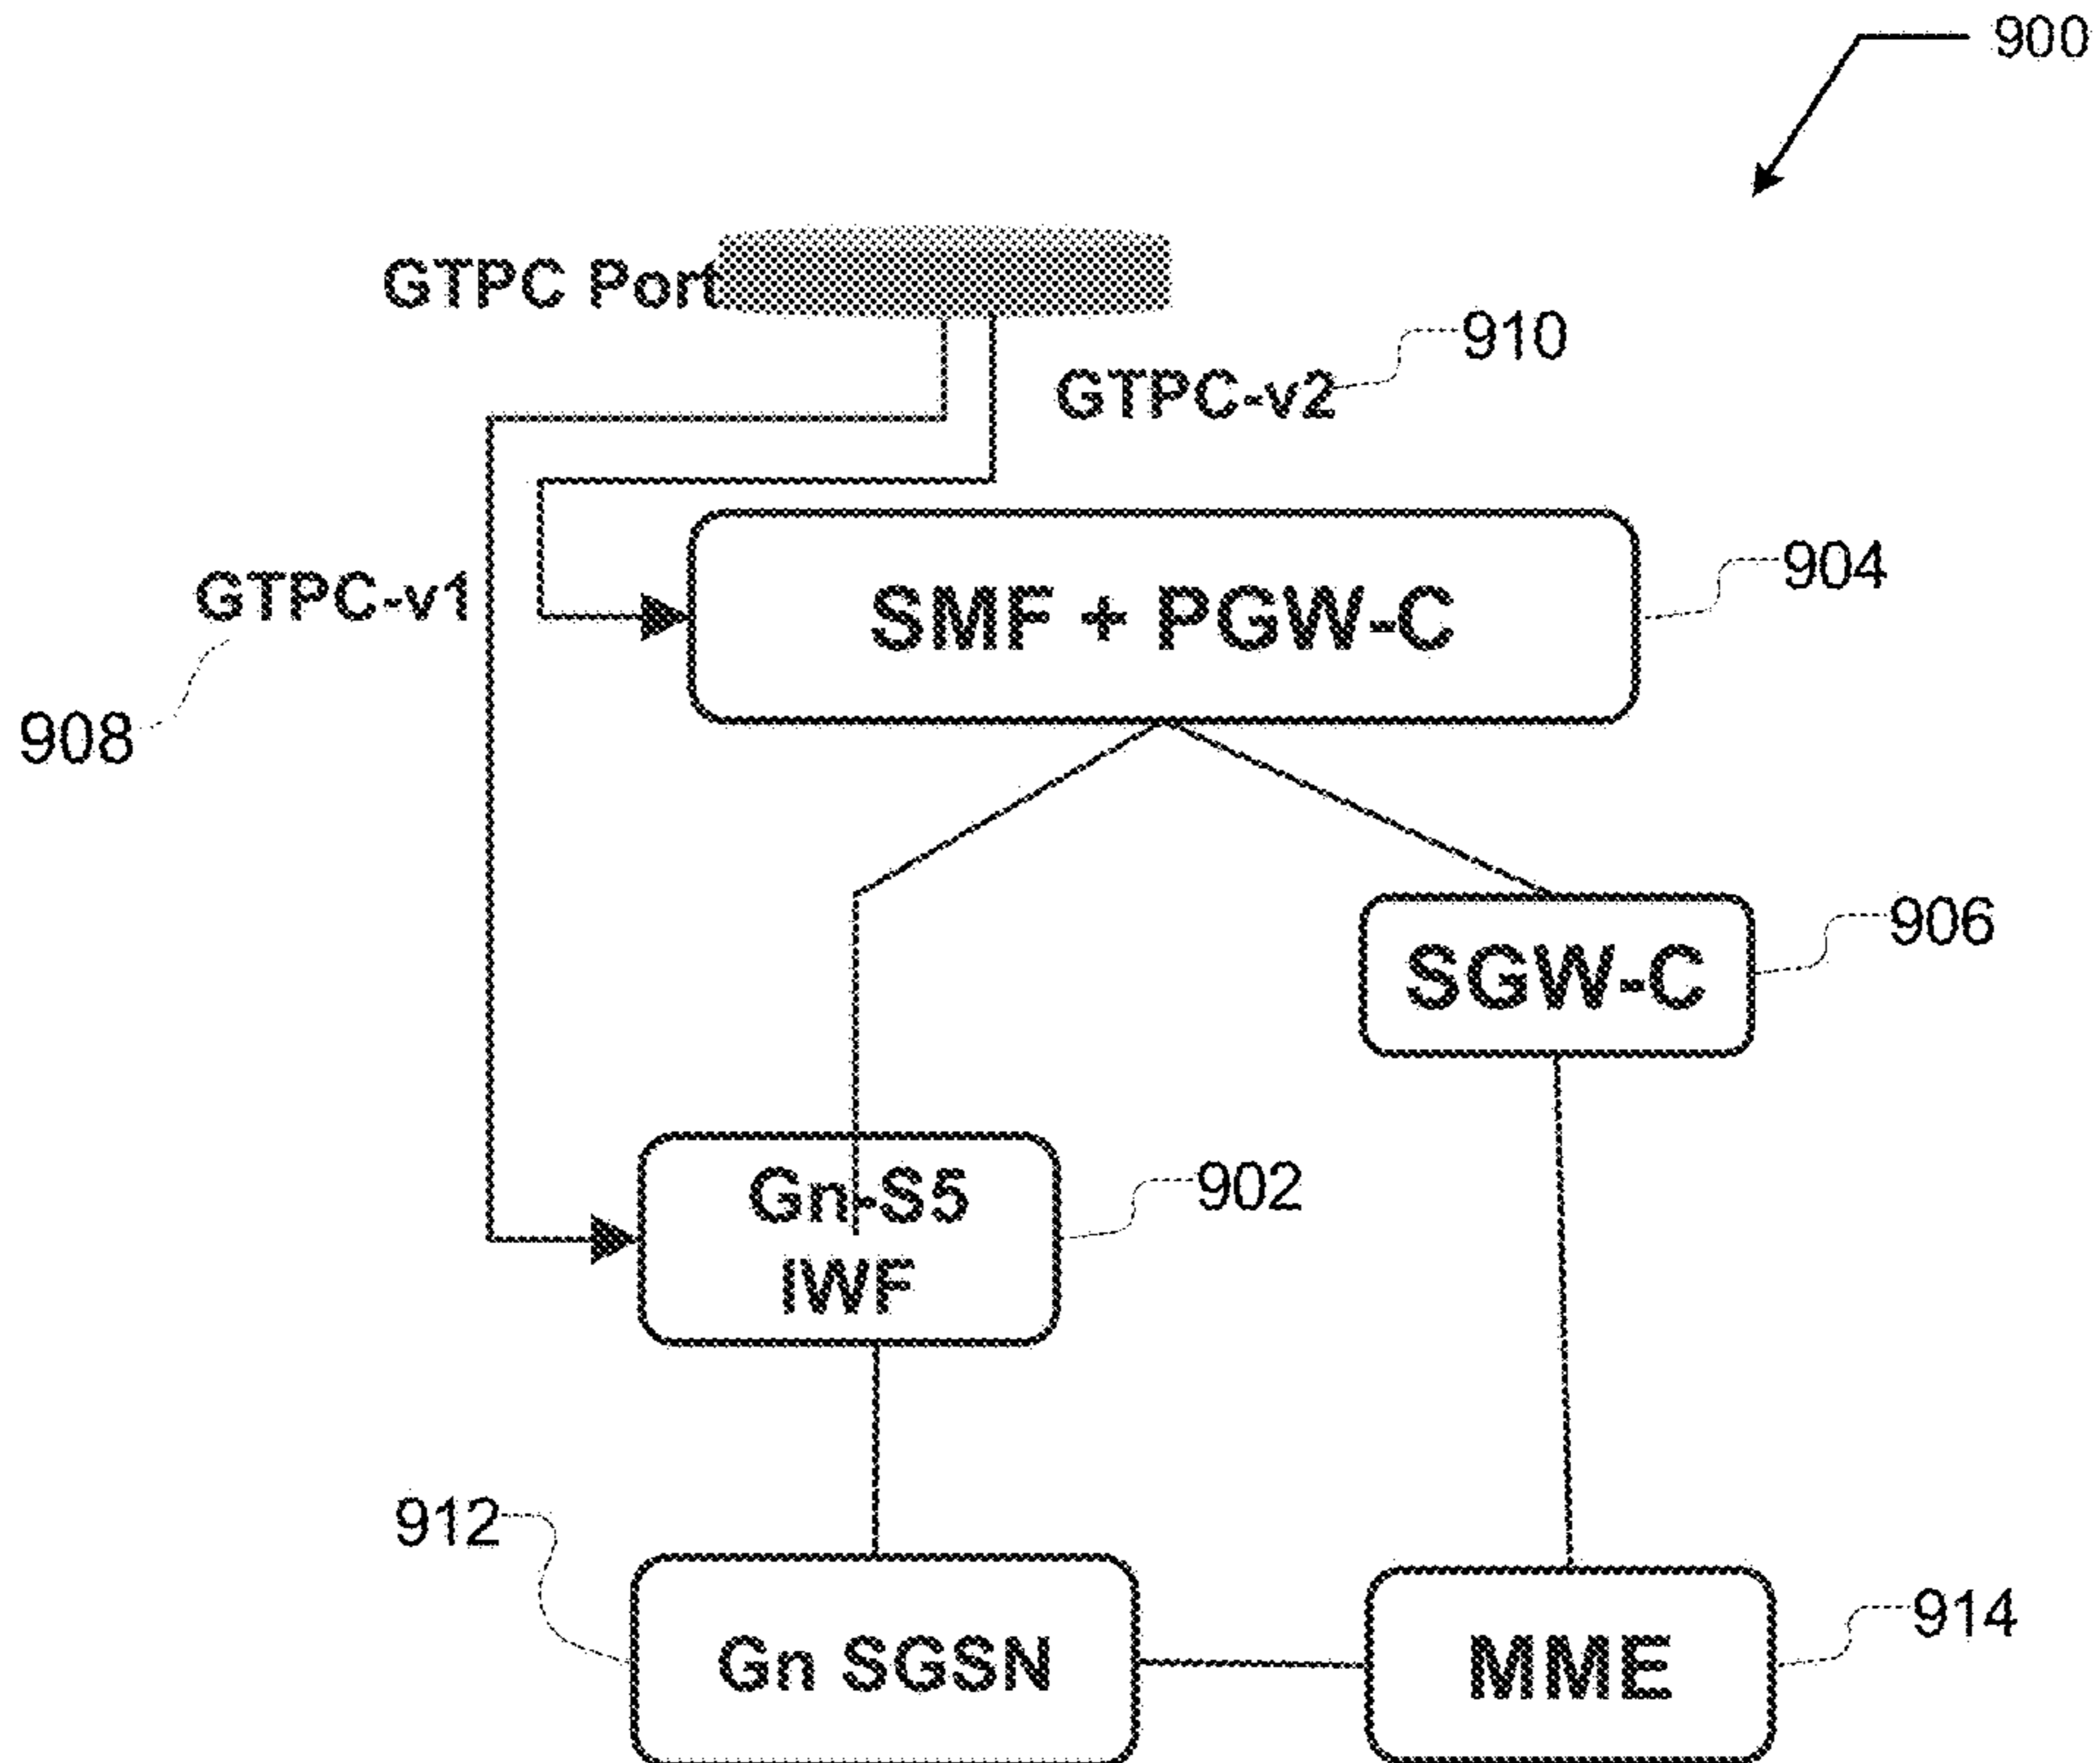 900
GTPC Port
910
GTPC-v2
904
GTPC-v1
SMF + PGW-C
908
906
SGW-C
902
Gn-S5
IWF
912
914
Gn SGSN
MME